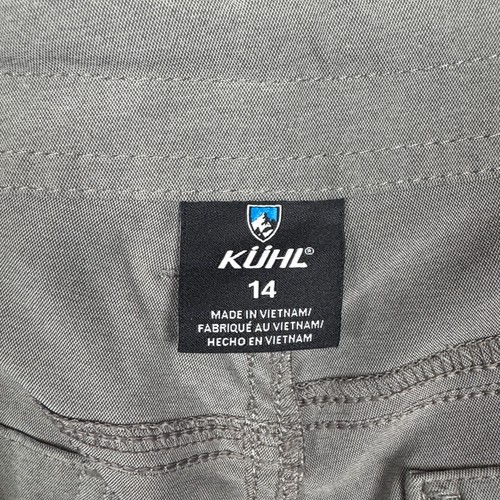 KÜHL®
14
MADE IN VIETNAM/
FABRIQUÉ AU VIETNAM/
HECHO EN VIETNAM